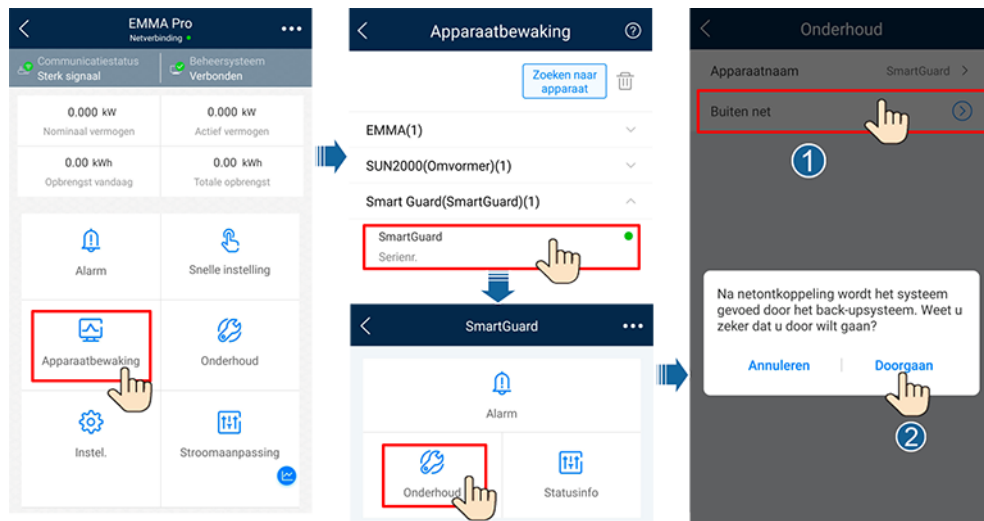 EMMA Pro
Netverbinding
Communicatiestatus
Sterk signaal
Beheersysteem
Verbonden
0.000 kW
Nominaal vermogen
0.000 kW
Actief vermogen
0.00 kWh
Opbrengst vandaag
0.00 kWh
Totale opbrengst
Alarm
Snelle instelling
Apparaatbewaking
Onderhoud
Instel.
Stroomaanpassing
Apparaatbewaking
Zoeken naar
apparaat
EMMA(1)
SUN2000(Omvormer)(1)
Smart Guard(SmartGuard)(1)
SmartGuard
Serienr.
SmartGuard
Alarm
Onderhoud
Statusinfo
Onderhoud
Apparaatnaam
SmartGuard
Buiten net
1
Na netontkoppeling wordt het systeem
gevoed door het back-upsysteem. Weet u
zeker dat u door wilt gaan?
Annuleren
Doorgaan
2